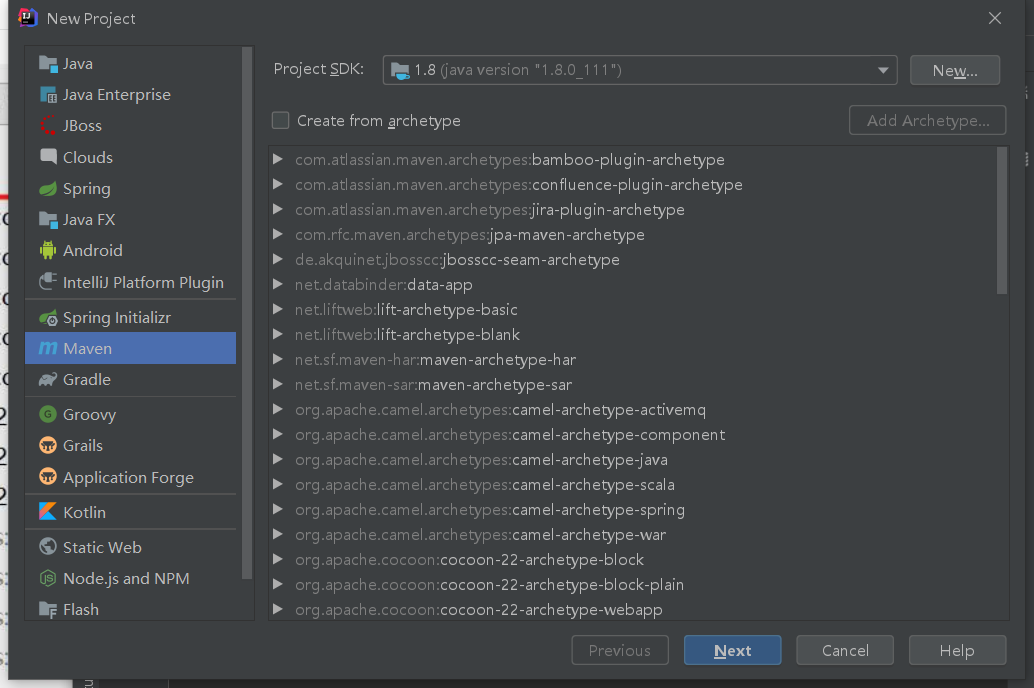 New Project
Java
Java Enterprise
JBoss
Clouds
Spring
Java FX
Android
IntelliJ Platform Plugin
Spring Initializr
Maven
Gradle
Groovy
Grails
Application Forge
Kotlin
Static Web
Node.js and NPM
Flash
Project SDK: 1.8 (java version "1.8.0_111") New...
Create from archetype Add Archetype...
com.atlassian.maven.archetypes:bamboo-plugin-archetype
com.atlassian.maven.archetypes:confluence-plugin-archetype
com.atlassian.maven.archetypes:jira-plugin-archetype
com.rfc.maven.archetypes:jpa-maven-archetype
de.akquinet.jbosscc:jbosscc-seam-archetype
net.databinder:data-app
net.liftweb:lift-archetype-basic
net.liftweb:lift-archetype-blank
net.sf.maven-har:maven-archetype-har
net.sf.maven-sar:maven-archetype-sar
org.apache.camel.archetypes:camel-archetype-activemq
org.apache.camel.archetypes:camel-archetype-component
org.apache.camel.archetypes:camel-archetype-java
org.apache.camel.archetypes:camel-archetype-scala
org.apache.camel.archetypes:camel-archetype-spring
org.apache.camel.archetypes:camel-archetype-war
org.apache.cocoon:cocoon-22-archetype-block
org.apache.cocoon:cocoon-22-archetype-block-plain
org.apache.cocoon:cocoon-22-archetype-webapp
Previous Next Cancel Help